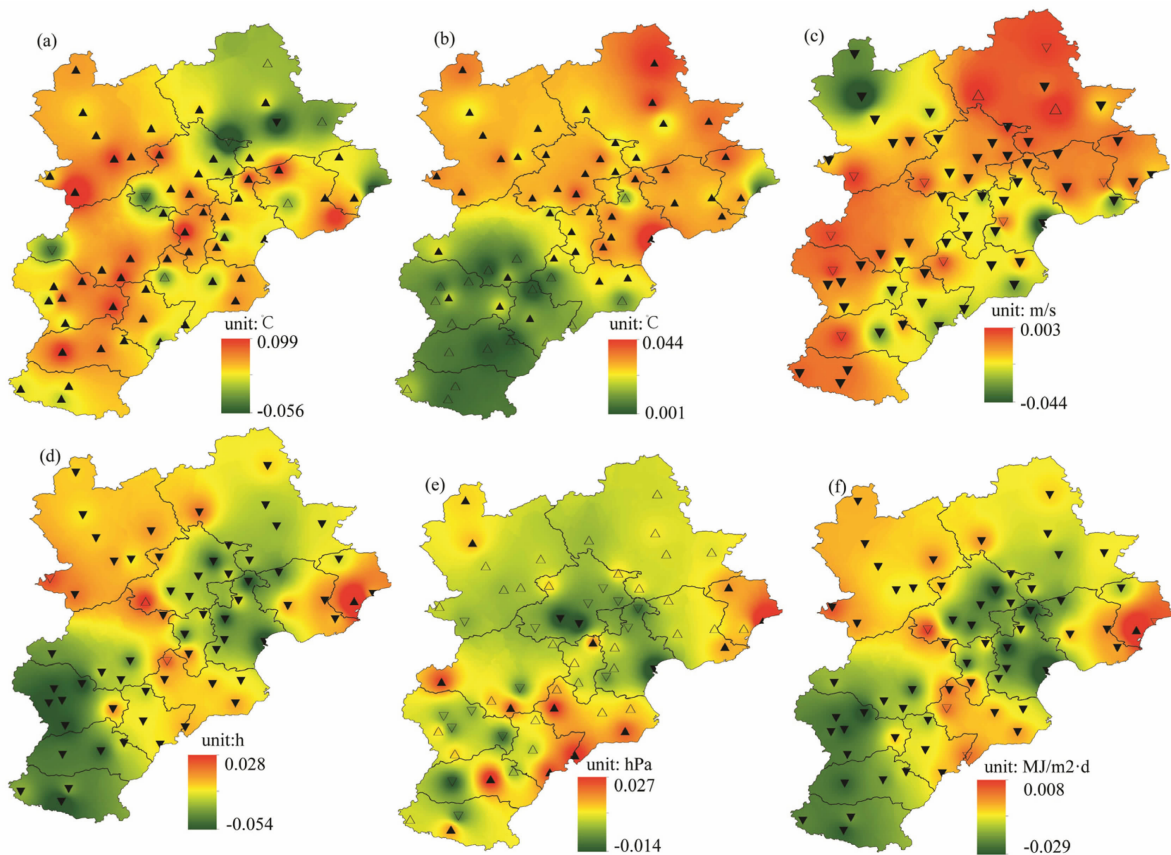 (a)
unit: ℃
0.099
-0.056
(b)
unit: ℃
0.044
0.001
(c)
unit: m/s
0.003
-0.044
(d)
unit:h
0.028
-0.054
(e)
unit: hPa
0.027
-0.014
(f)
unit: MJ/m2·d
0.008
-0.029